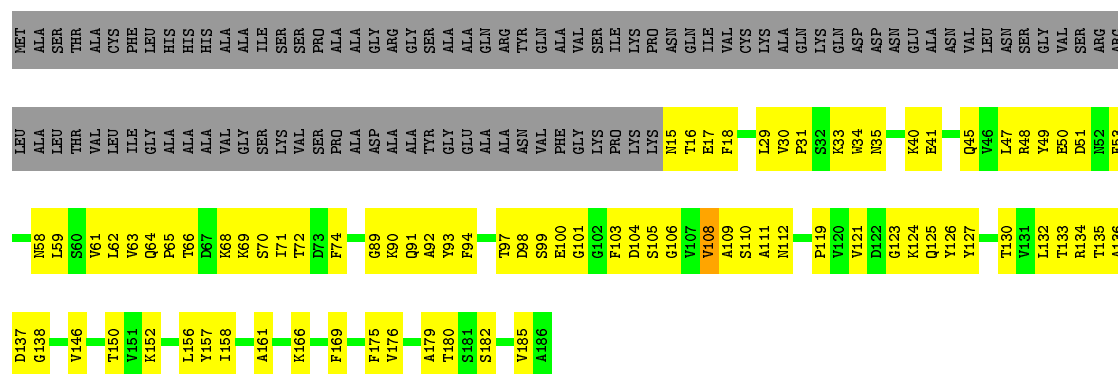 MET ALA SER THR ALA CYS PHE LEU HIS HIS HIS ALA ALA ILE SER SER PRO ALA ALA GLY ARG GLY SER ALA ALA GLN ARG TYR GLN ALA VAL SER ILE LYS PRO ASN GLN ILE VAL CYS LYS ALA GLN LYS GLN ASP ASP ASN GLU ALA ASN VAL LEU ASN SER GLY VAL SER ARG ARG
LEU ALA LEU THR VAL LEU ILE GLY ALA ALA ALA VAL GLY SER LYS VAL SER PRO ALA ASP ALA ALA TYR GLY GLU ALA ALA ASN VAL PHE GLY LYS PRO LYS LYS N15 T16 E17 F18 L29 V30 P31 S32 K33 W34 N35 K40 E41 Q45 V46 L47 R48 Y49 E50 D51 N52 F53
N58 L59 S60 V61 L62 V63 Q64 P65 T66 D67 K68 K69 S70 I71 T72 D73 F74 G89 K90 Q91 A92 Y93 F94 T97 D98 S99 E100 G101 G102 F103 D104 S105 G106 V107 V108 A109 S110 A111 N112 P119 V120 V121 D122 G123 K124 Q125 Y126 Y127 T130 V131 L132 T133 R134 T135 A136
D137 G138 V146 T150 V151 K152 L156 Y157 I158 A161 K166 F169 F175 V176 A179 T180 S181 S182 V185 A186